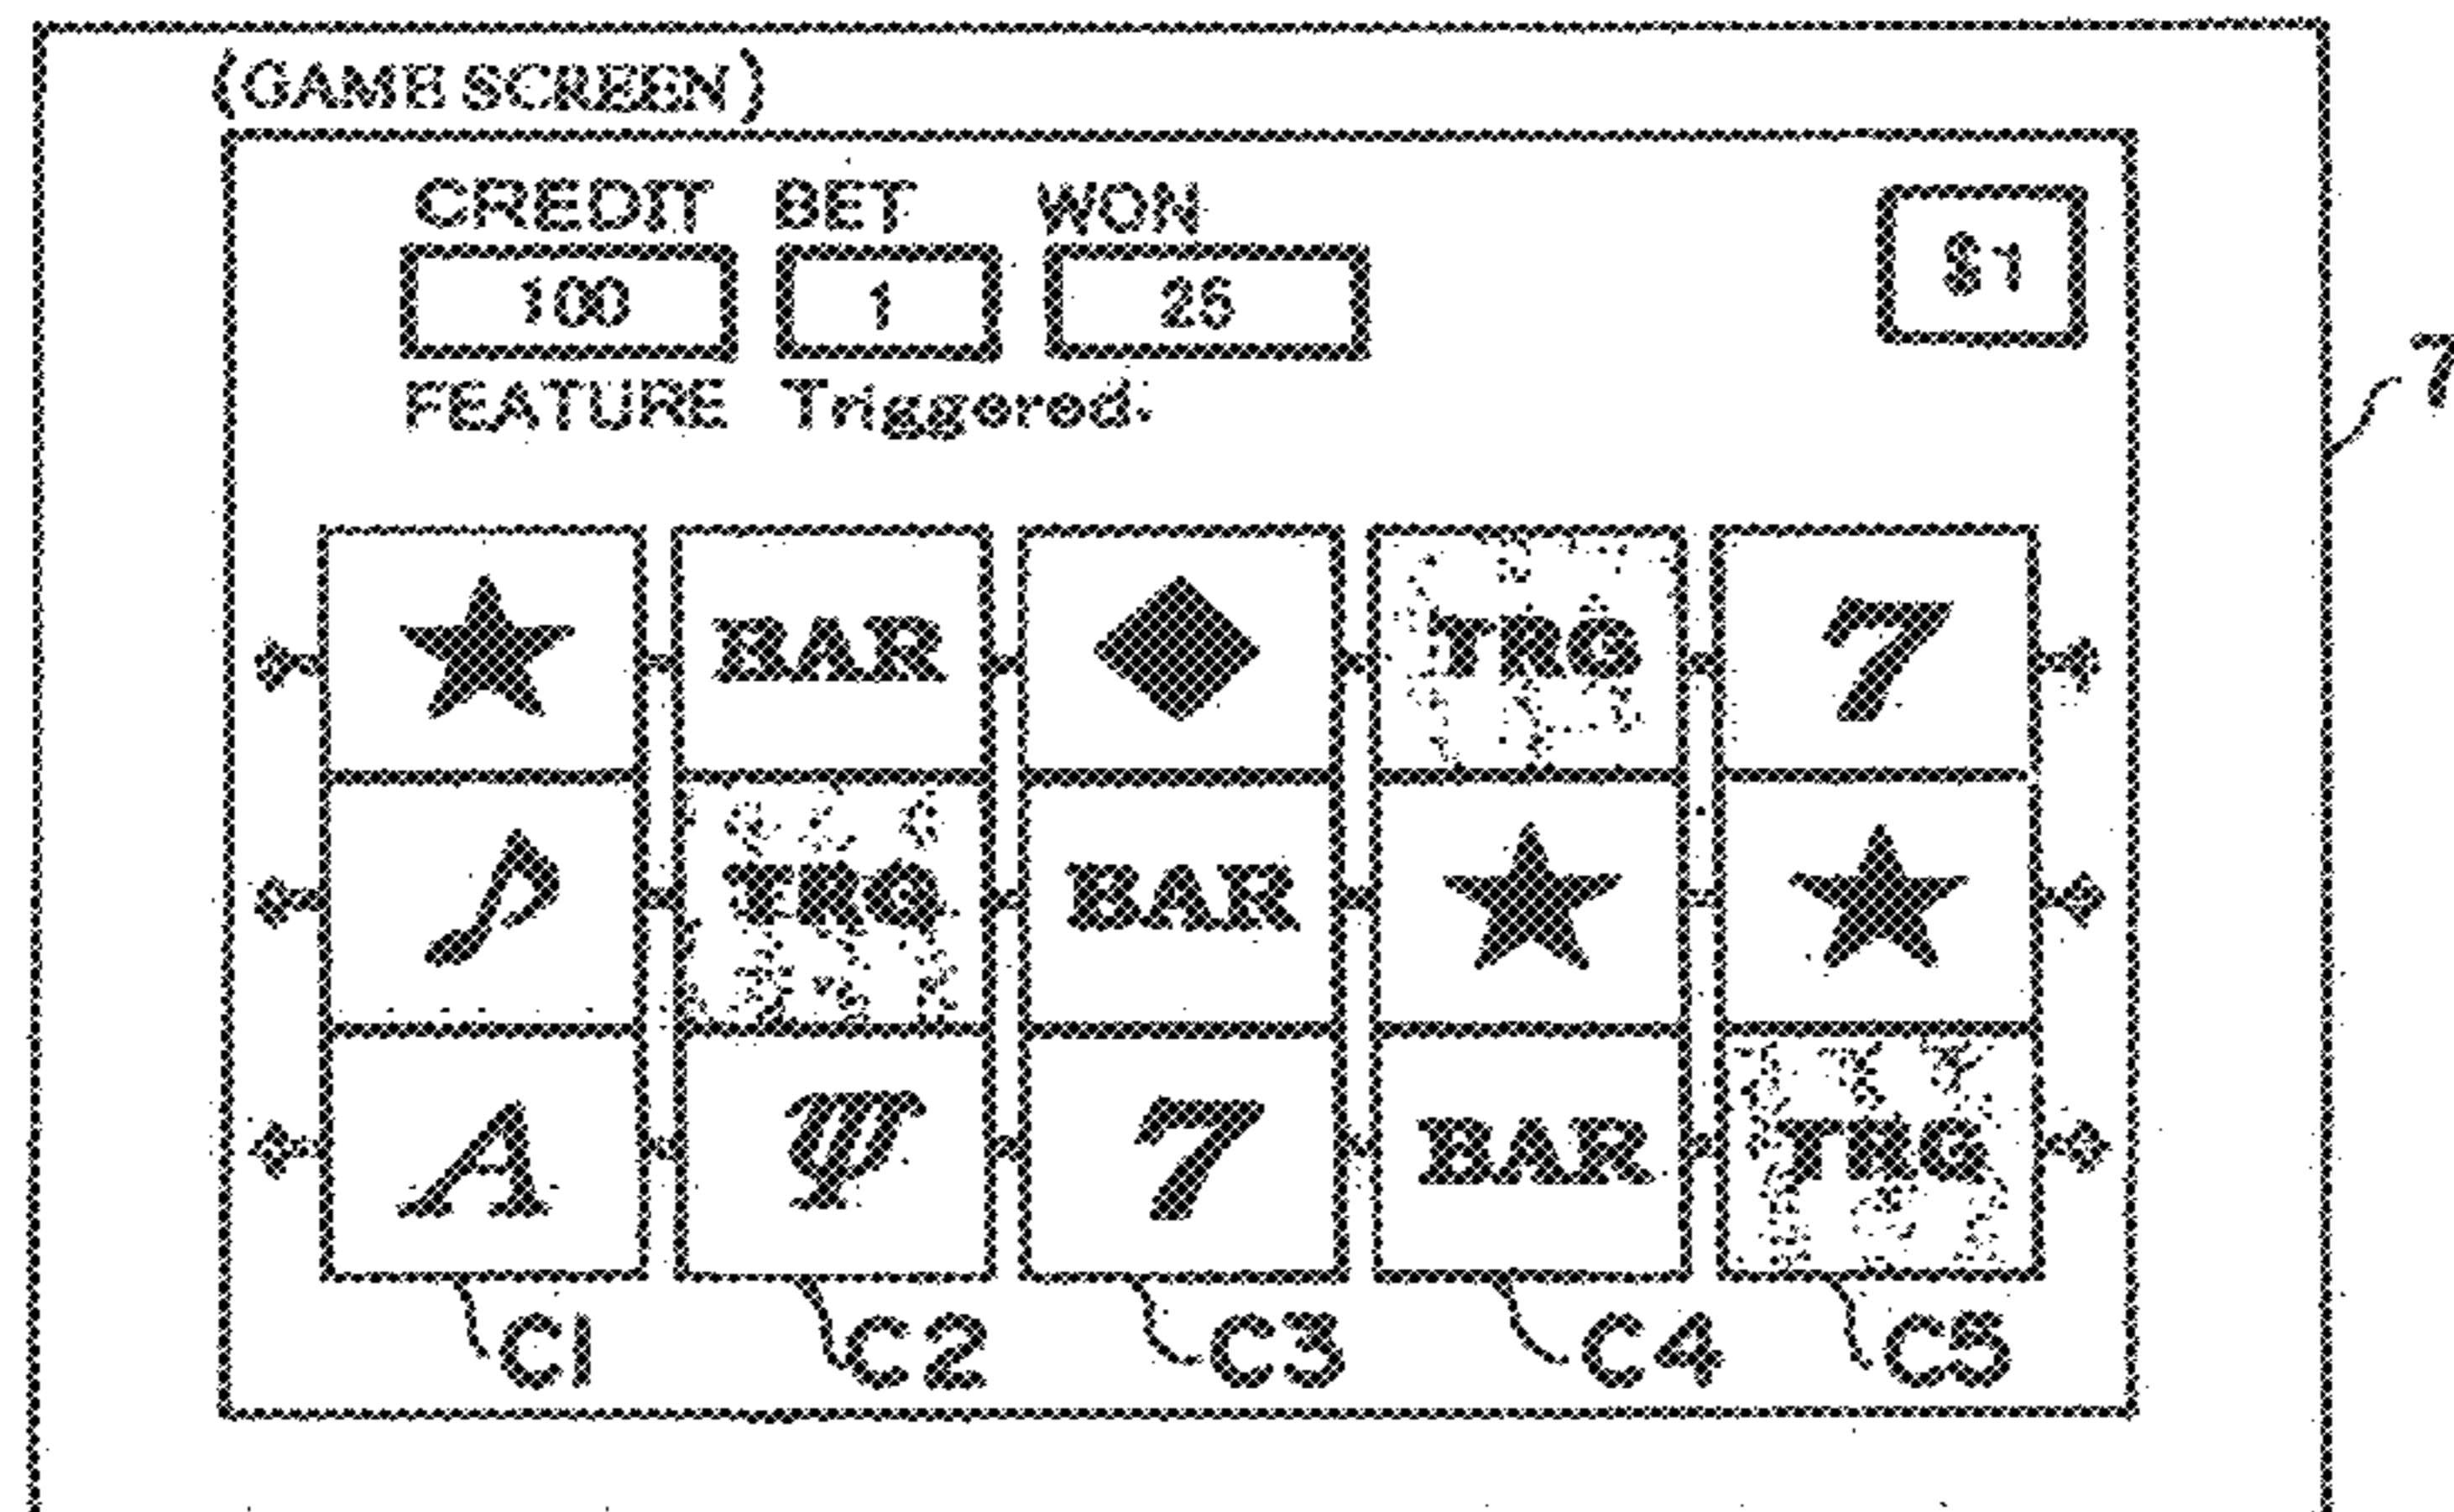 (GAME SCREEN)
CREDIT BET WON
100 1 25 $1
FEATURE Triggered.
7
BAR TRG 7
TRG BAR
A Ψ 7 BAR TRG
C1 C2 C3 C4 C5